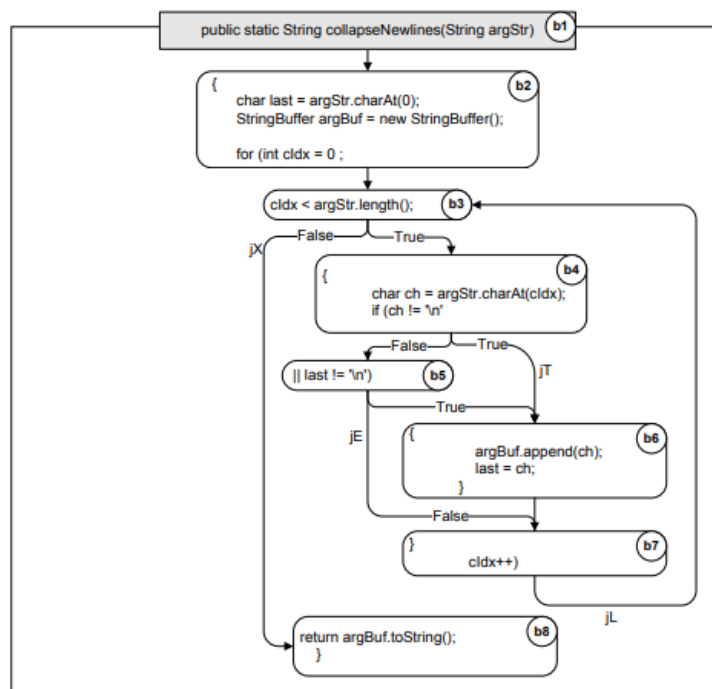 public static String collapseNewlines(String argStr) b1
{ b2
char last = argStr.charAt(0);
StringBuffer argBuf = new StringBuffer();
for (int cIdx = 0 ;
cIdx < argStr.length(); b3
jX False True
{ b4
char ch = argStr.charAt(cIdx);
if (ch != '\n'
False True
|| last != '\n') b5
jT
True
jE
{ b6
argBuf.append(ch);
last = ch;
}
False
} b7
cIdx++)
jL
return argBuf.toString(); b8
}